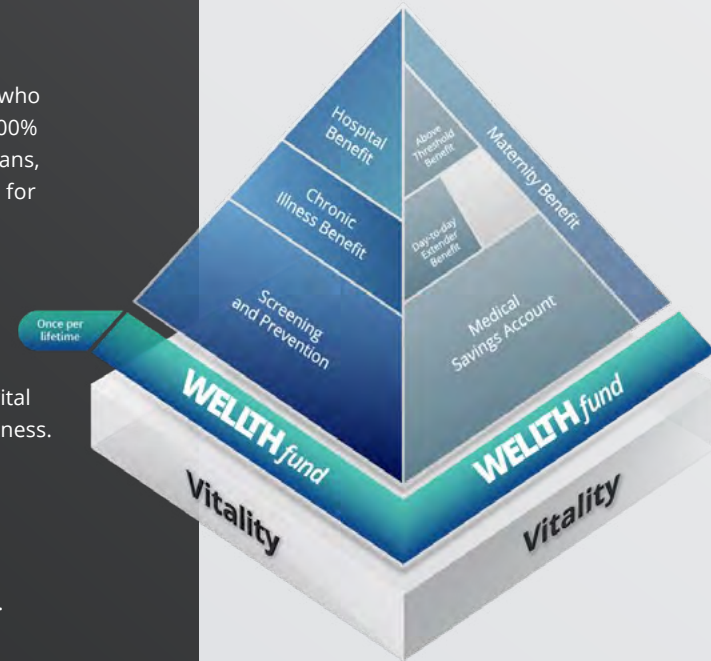 who
00%
ans,
for
ital
ness.
.
Once per
lifetime
Hospital
Benefit
Chronic
Illness Benefit
Screening
and Prevention
Above
Threshold
Benefit
Day-to-day
Extender
Benefit
Maternity Benefit
Medical
Savings Account
WELLTH fund
WELLTH fund
Vitality
Vitality